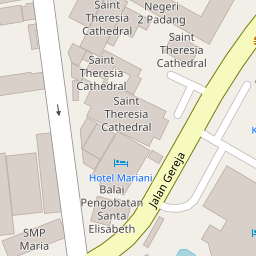 Saint
Theresia
Cathedral
Negeri
2 Padang
Saint
Theresia
Cathedral
Saint
Theresia
Cathedral
Saint
Theresia
Cathedral
Hotel Mariani
Balai
Pengobatan
Santa
Elisabeth
Jalan Gereja
SMP
Maria